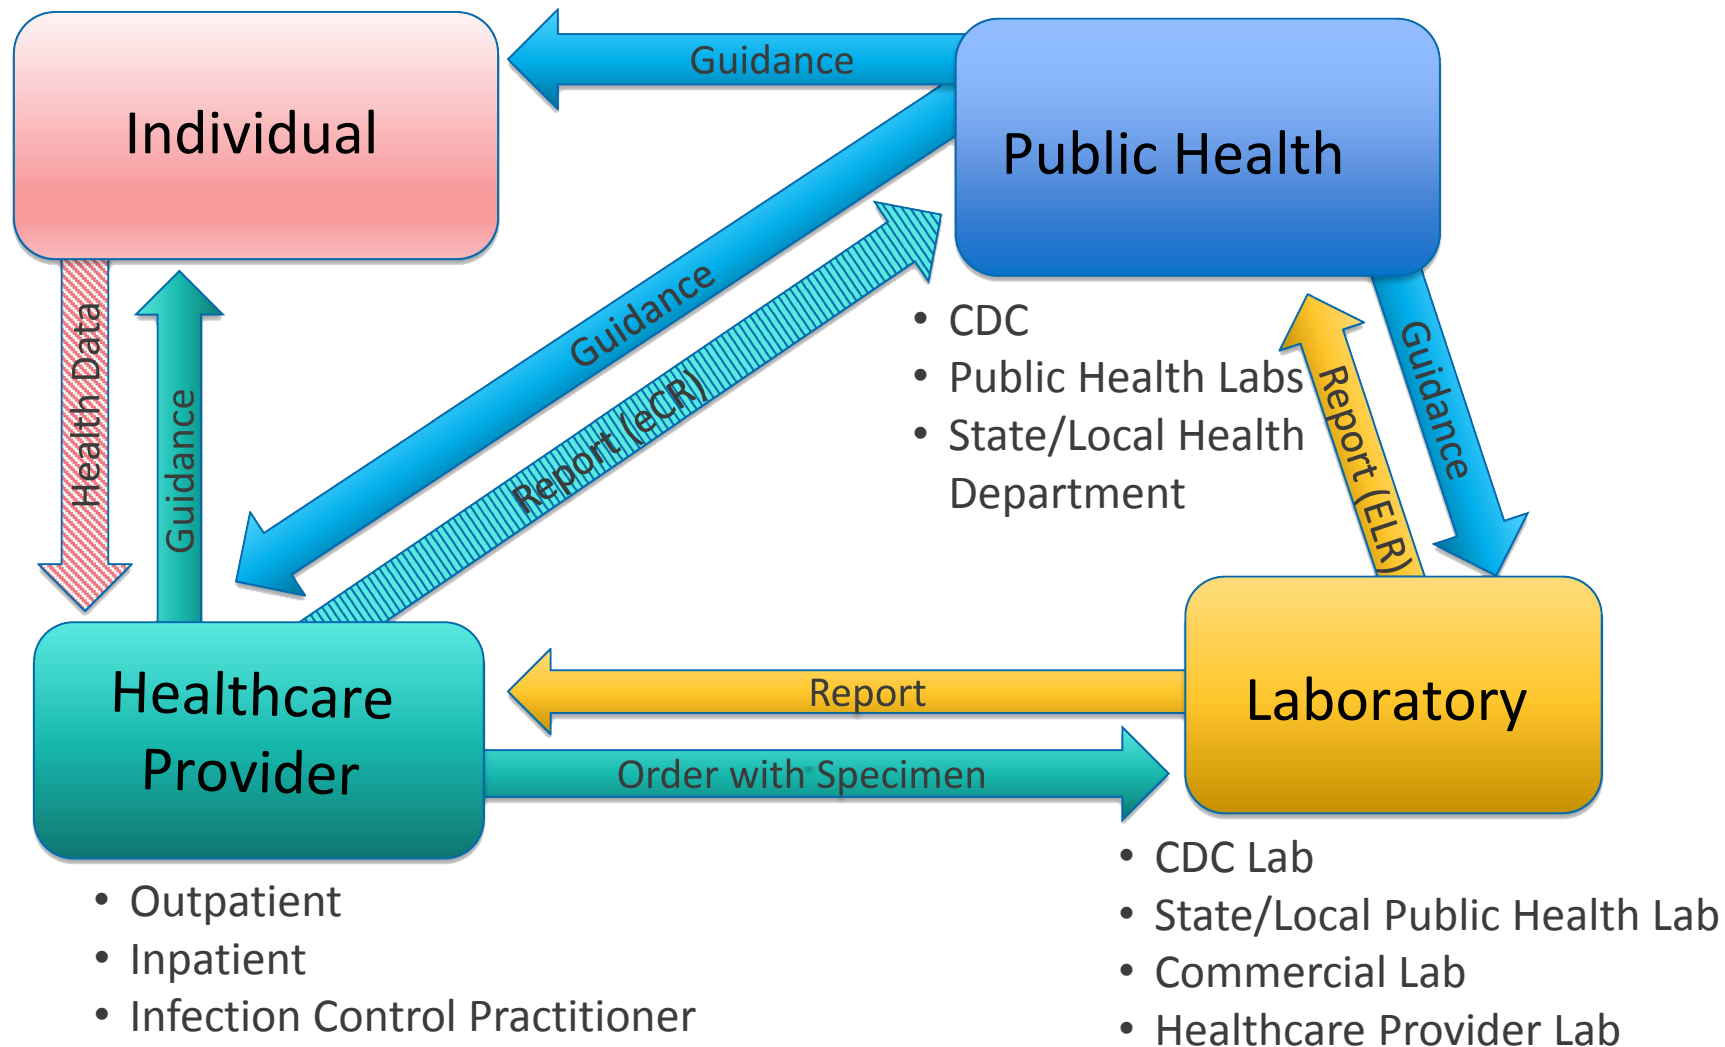 Guidance
Individual
Public Health
Health Data
Guidance
Guidance
Report (eCR)
• CDC
• Public Health Labs
• State/Local Health
Department
Report (ELR)
Guidance
Healthcare
Provider
Report
Order with Specimen
Laboratory
• Outpatient
• Inpatient
• Infection Control Practitioner
• CDC Lab
• State/Local Public Health Lab
• Commercial Lab
• Healthcare Provider Lab